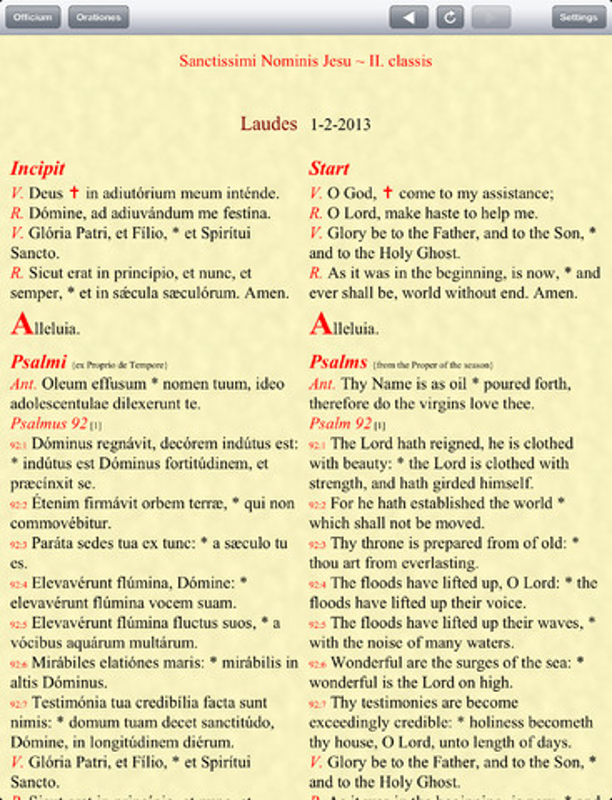 Officium Orationes Settings
Sanctissimi Nominis Jesu ~ II. classis
Laudes 1-2-2013
Incipit
V. Deus ✝ in adiutórium meum inténde.
R. Dómine, ad adiuvándum me festína.
V. Glória Patri, et Fílio, * et Spirítui
Sancto.
R. Sicut erat in princípio, et nunc, et
semper, * et in sǽcula sæculórum. Amen.
Alleluia.
Psalmi {ex Proprio de Tempore}
Ant. Oleum effusum * nomen tuum, ideo
adolescentulae dilexerunt te.
Psalmus 92 [1]
92:1 Dóminus regnávit, decórem indútus est:
* indútus est Dóminus fortitúdinem, et
præcínxit se.
92:2 Étenim firmávit orbem terræ, * qui non
commovébitur.
92:3 Paráta sedes tua ex tunc: * a sæculo tu
es.
92:4 Elevavérunt flúmina, Dómine: *
elevavérunt flúmina vocem suam.
92:5 Elevavérunt flúmina fluctus suos, * a
vócibus aquárum multárum.
92:6 Mirábiles elatiónes maris: * mirábilis in
altis Dóminus.
92:7 Testimónia tua credibília facta sunt
nimis: * domum tuam decet sanctitúdo,
Dómine, in longitúdinem diérum.
V. Glória Patri, et Fílio, * et Spirítui
Sancto.
R. Sicut erat in princípio, et nunc, et
Start
V. O God, ✝ come to my assistance;
R. O Lord, make haste to help me.
V. Glory be to the Father, and to the Son, *
and to the Holy Ghost.
R. As it was in the beginning, is now, * and
ever shall be, world without end. Amen.
Alleluia.
Psalms {from the Proper of the season}
Ant. Thy Name is as oil * poured forth,
therefore do the virgins love thee.
Psalm 92 [1]
92:1 The Lord hath reigned, he is clothed
with beauty: * the Lord is clothed with
strength, and hath girded himself.
92:2 For he hath established the world *
which shall not be moved.
92:3 Thy throne is prepared from of old: *
thou art from everlasting.
92:4 The floods have lifted up, O Lord: * the
floods have lifted up their voice.
92:5 The floods have lifted up their waves, *
with the noise of many waters.
92:6 Wonderful are the surges of the sea: *
wonderful is the Lord on high.
92:7 Thy testimonies are become
exceedingly credible: * holiness becometh
thy house, O Lord, unto length of days.
V. Glory be to the Father, and to the Son, *
and to the Holy Ghost.
R. As it was in the beginning, is now, * and